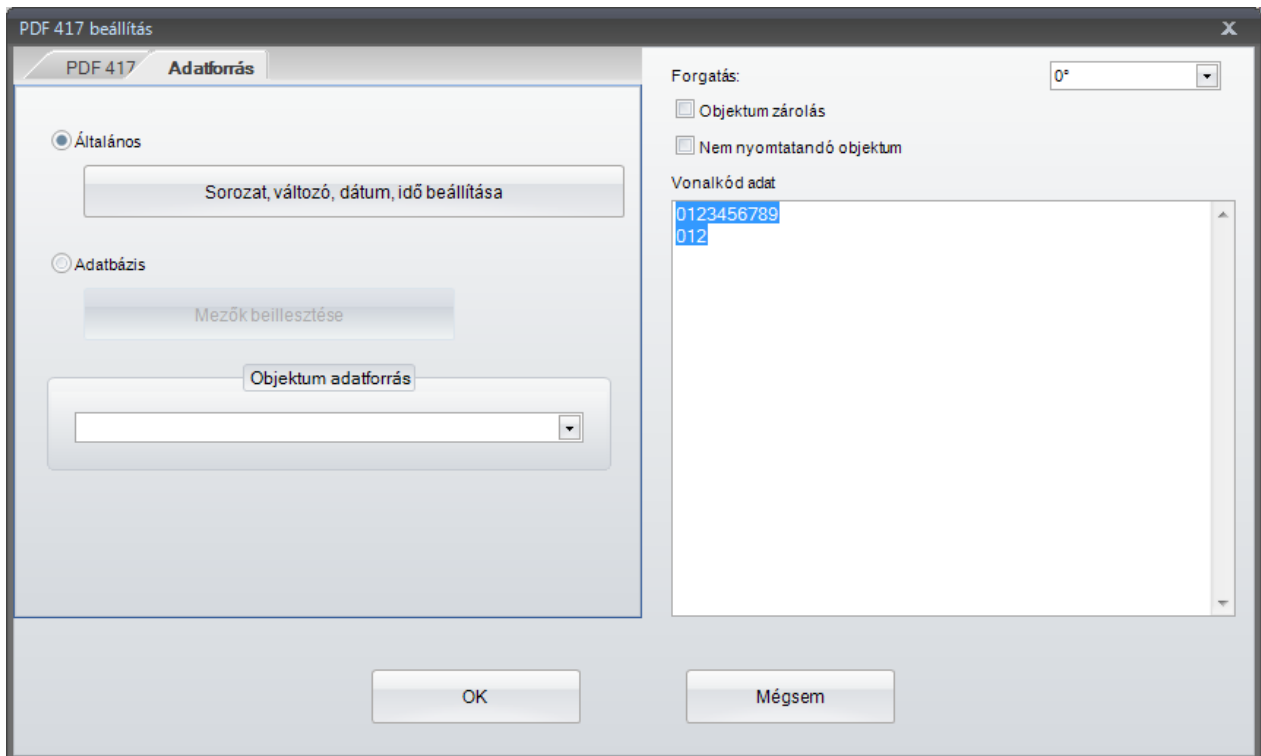 PDF 417 beállítás
X
PDF 417
Adatforrás
Általános
Sorozat, változó, dátum, idő beállítása
Adatbázis
Mezők beillesztése
Objektum adatforrás
Forgatás:
0°
Objektum zárolás
Nem nyomtatandó objektum
Vonalkód adat
0123456789
012
OK
Mégsem